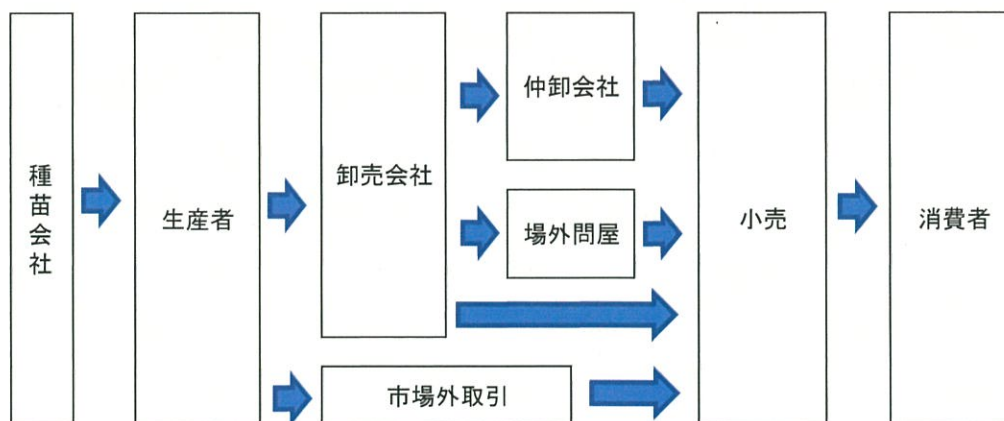 種苗会社
生産者
卸売会社
仲卸会社
場外問屋
市場外取引
小売
消費者